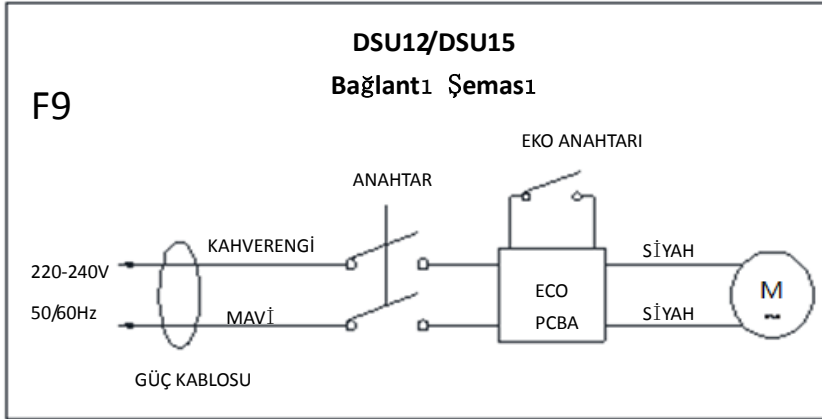 DSU12/DSU15
Bağlantı Şeması
F9
EKO ANAHTARI
ANAHTAR
KAHVERENGİ
SİYAH
220-240V
ECO
M
50/60Hz
MAVİ
PCBA
SİYAH
GÜÇ KABLOSU